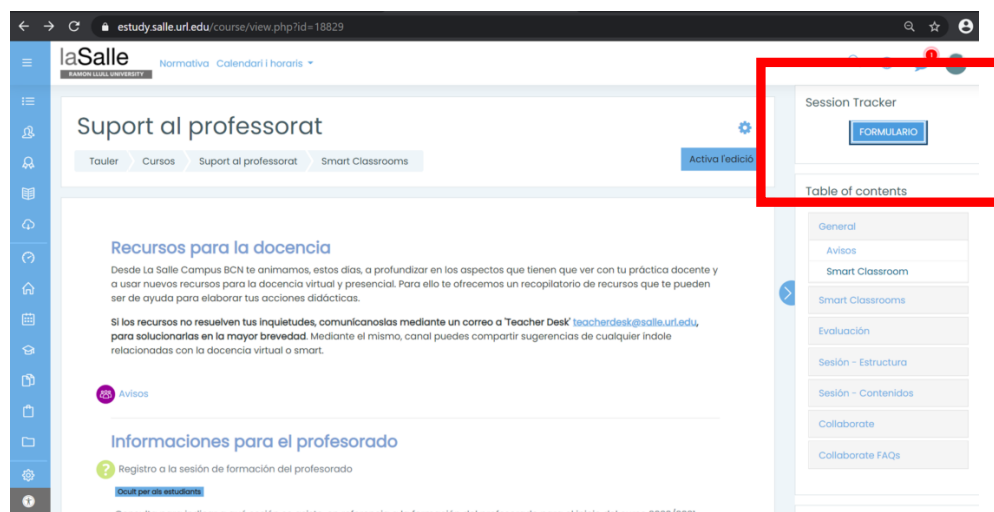 estudy.salle.url.edu/course/view.php?id=18829
laSalle
RAMON LLULL UNIVERSITY
Normativa Calendari i horaris
Session Tracker
FORMULARIO
Suport al professorat
Tauler Cursos Suport al professorat Smart Classrooms
Activa l'edició
Table of contents
General
Avisos
Smart Classroom
Smart Classrooms
Evaluación
Sesión - Estructura
Sesión - Contenidos
Collaborate
Collaborate FAQs
Recursos para la docencia
Desde La Salle Campus BCN te animamos, estos días, a profundizar en los aspectos que tienen que ver con tu práctica docente y
a usar nuevos recursos para la docencia virtual y presencial. Para ello te ofrecemos un recopilatorio de recursos que te pueden
ser de ayuda para elaborar tus acciones didácticas.
Si los recursos no resuelven tus inquietudes, comunícanoslas mediante un correo a 'Teacher Desk' teacherdesk@salle.url.edu,
para solucionarlas en la mayor brevedad. Mediante el mismo, canal puedes compartir sugerencias de cualquier índole
relacionadas con la docencia virtual o smart.
Avisos
Informaciones para el profesorado
Registro a la sesión de formación del profesorado
Ocult per als estudiants